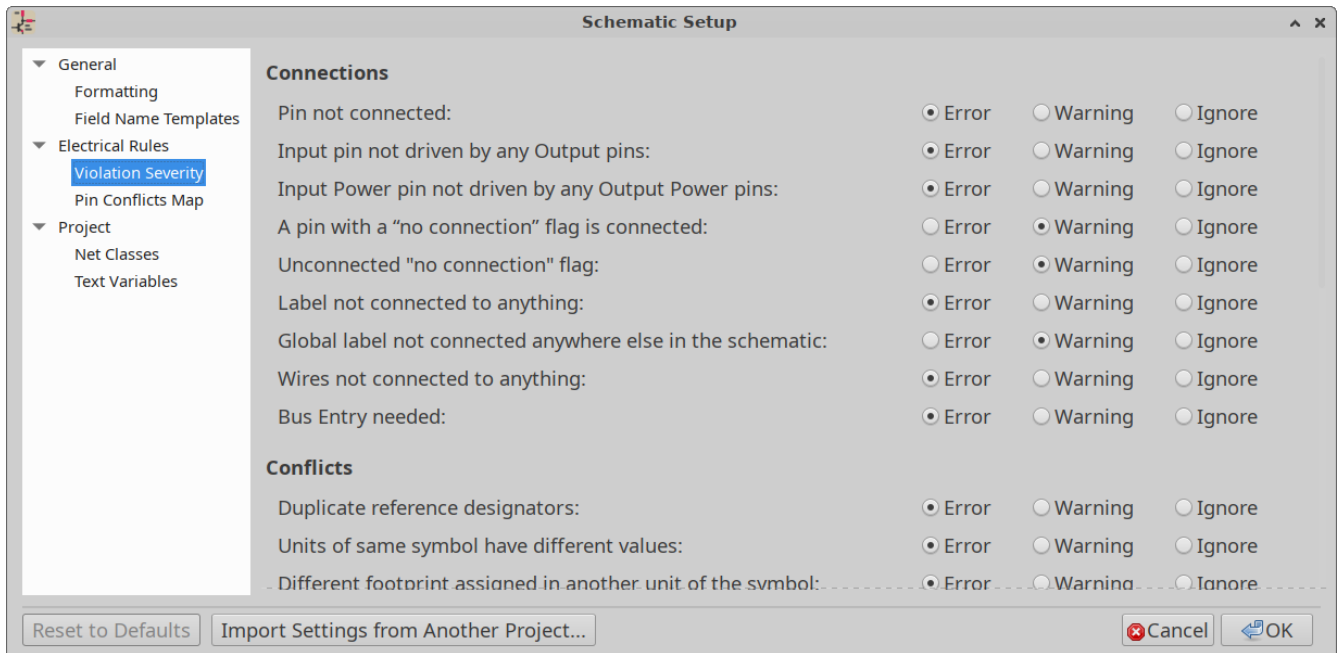 Schematic Setup
General
Formatting
Field Name Templates
Electrical Rules
Violation Severity
Pin Conflicts Map
Project
Net Classes
Text Variables
Connections
Pin not connected: Error Warning Ignore
Input pin not driven by any Output pins: Error Warning Ignore
Input Power pin not driven by any Output Power pins: Error Warning Ignore
A pin with a “no connection” flag is connected: Error Warning Ignore
Unconnected "no connection" flag: Error Warning Ignore
Label not connected to anything: Error Warning Ignore
Global label not connected anywhere else in the schematic: Error Warning Ignore
Wires not connected to anything: Error Warning Ignore
Bus Entry needed: Error Warning Ignore
Conflicts
Duplicate reference designators: Error Warning Ignore
Units of same symbol have different values: Error Warning Ignore
Different footprint assigned in another unit of the symbol: Error Warning Ignore
Reset to Defaults Import Settings from Another Project... Cancel OK